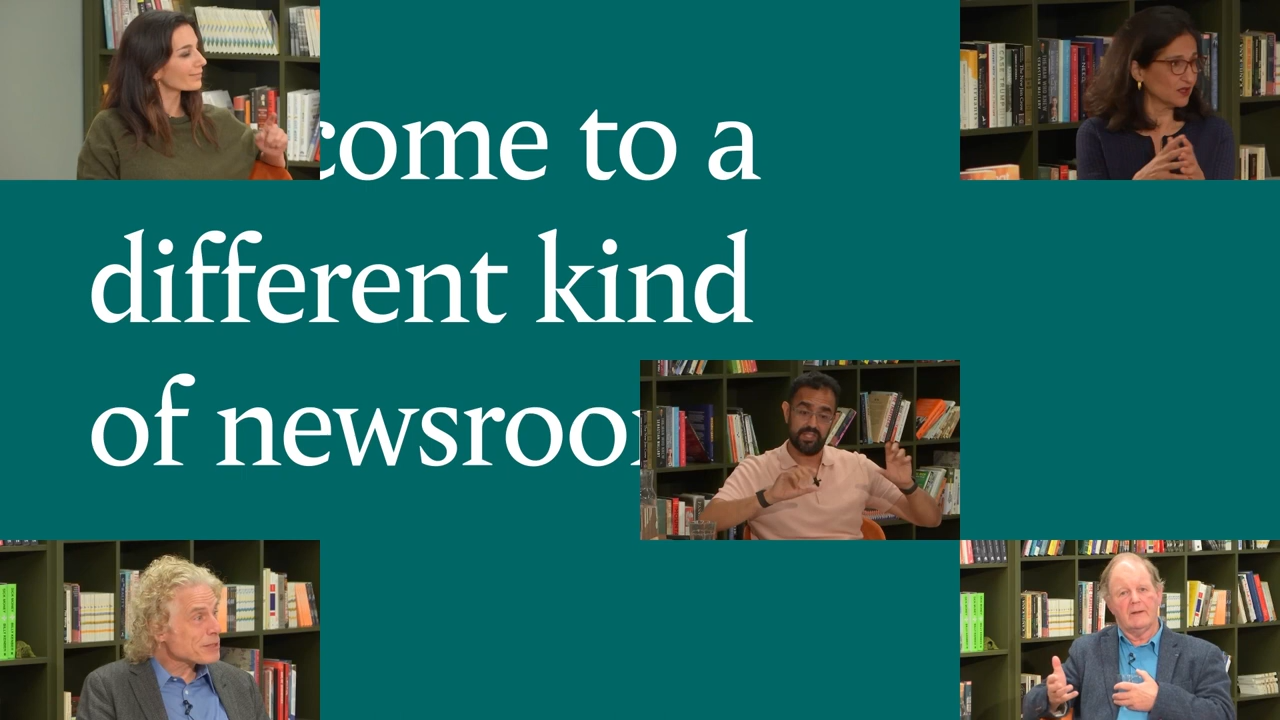 come to a
different kind
of newsroo